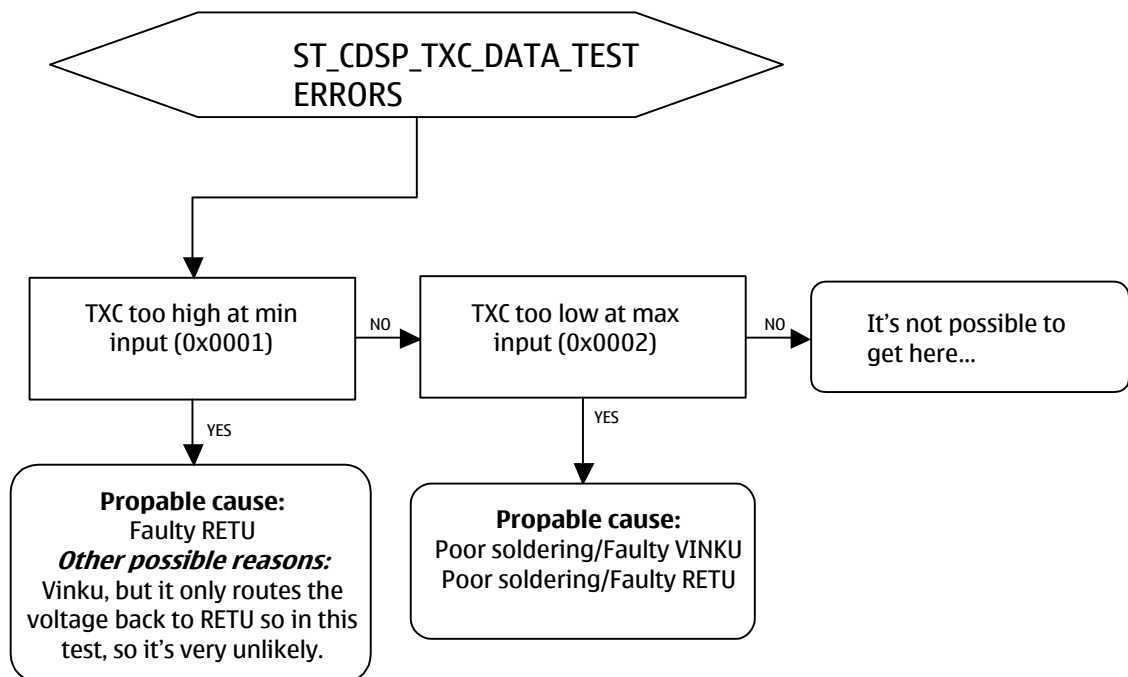 ST_CDSP_TXC_DATA_TEST
ERRORS
TXC too high at min
input (0x0001)
NO
TXC too low at max
input (0x0002)
NO
It's not possible to
get here...
YES
YES
Propable cause:
Faulty RETU
Other possible reasons:
Vinku, but it only routes the
voltage back to RETU so in this
test, so it's very unlikely.
Propable cause:
Poor soldering/Faulty VINKU
Poor soldering/Faulty RETU